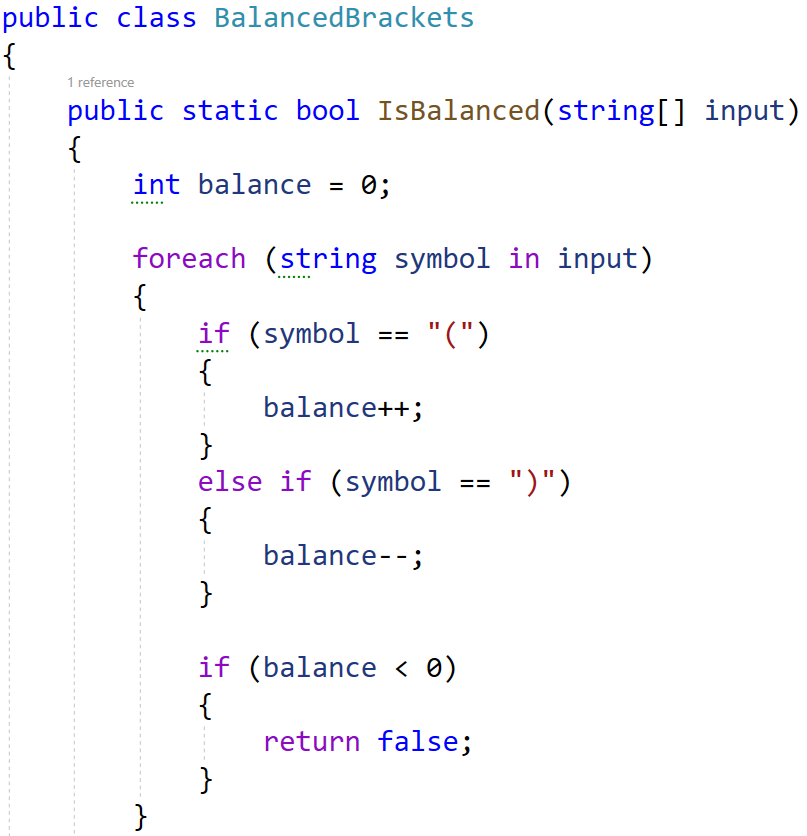 public class BalancedBrackets
{
1 reference
public static bool IsBalanced(string[] input)
{
int balance = 0;
foreach (string symbol in input)
{
if (symbol == "(")
{
balance++;
}
else if (symbol == ")")
{
balance--;
}
if (balance < 0)
{
return false;
}
}